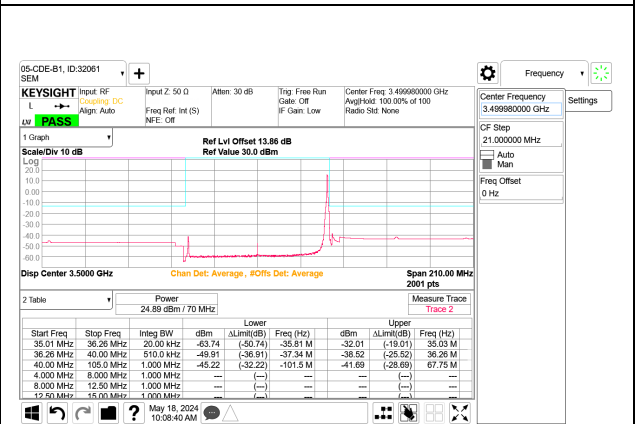 05-CDE-B1, ID:32061
SEM
Frequency
KEYSIGHT Input: RF Input Z: 50 Ω Atten: 30 dB Trig: Free Run Center Freq: 3.499980000 GHz
Coupling: DC Gate: Off Avg|Hold: 100.00% of 100
L Align: Auto Freq Ref: Int (S) IF Gain: Low Radio Std: None
NFE: Off
PASS
Center Frequency
3.499980000 GHz
Settings
CF Step
21.000000 MHz
Auto
Man
Freq Offset
0 Hz
1 Graph
Ref Lvl Offset 13.86 dB
Scale/Div 10 dB Ref Value 30.0 dBm
Log
20.0
10.0
0.00
-10.0
-20.0
-30.0
-40.0
-50.0
-60.0
Disp Center 3.5000 GHz Chan Det: Average, #Offs Det: Average Span 210.00 MHz
2001 pts
2 Table Power Measure Trace
24.89 dBm / 70 MHz Trace 2
Lower Upper
Start Freq Stop Freq Integ BW dBm ΔLimit(dB) Freq (Hz) dBm ΔLimit(dB) Freq (Hz)
35.01 MHz 36.26 MHz 20.00 kHz -63.74 (-50.74) -35.81 M -32.01 (-19.01) 35.03 M
36.26 MHz 40.00 MHz 510.0 kHz -49.91 (-36.91) -37.34 M -38.52 (-25.52) 36.26 M
40.00 MHz 105.0 MHz 1.000 MHz -45.22 (-32.22) -101.5 M -41.69 (-28.69) 67.75 M
4.000 MHz 8.000 MHz 1.000 MHz --- (---) --- --- (---) ---
8.000 MHz 12.50 MHz 1.000 MHz --- (---) --- --- (---) ---
12.50 MHz 15.00 MHz 1.000 MHz --- (---) --- --- (---) ---
? May 18, 2024
10:08:40 AM